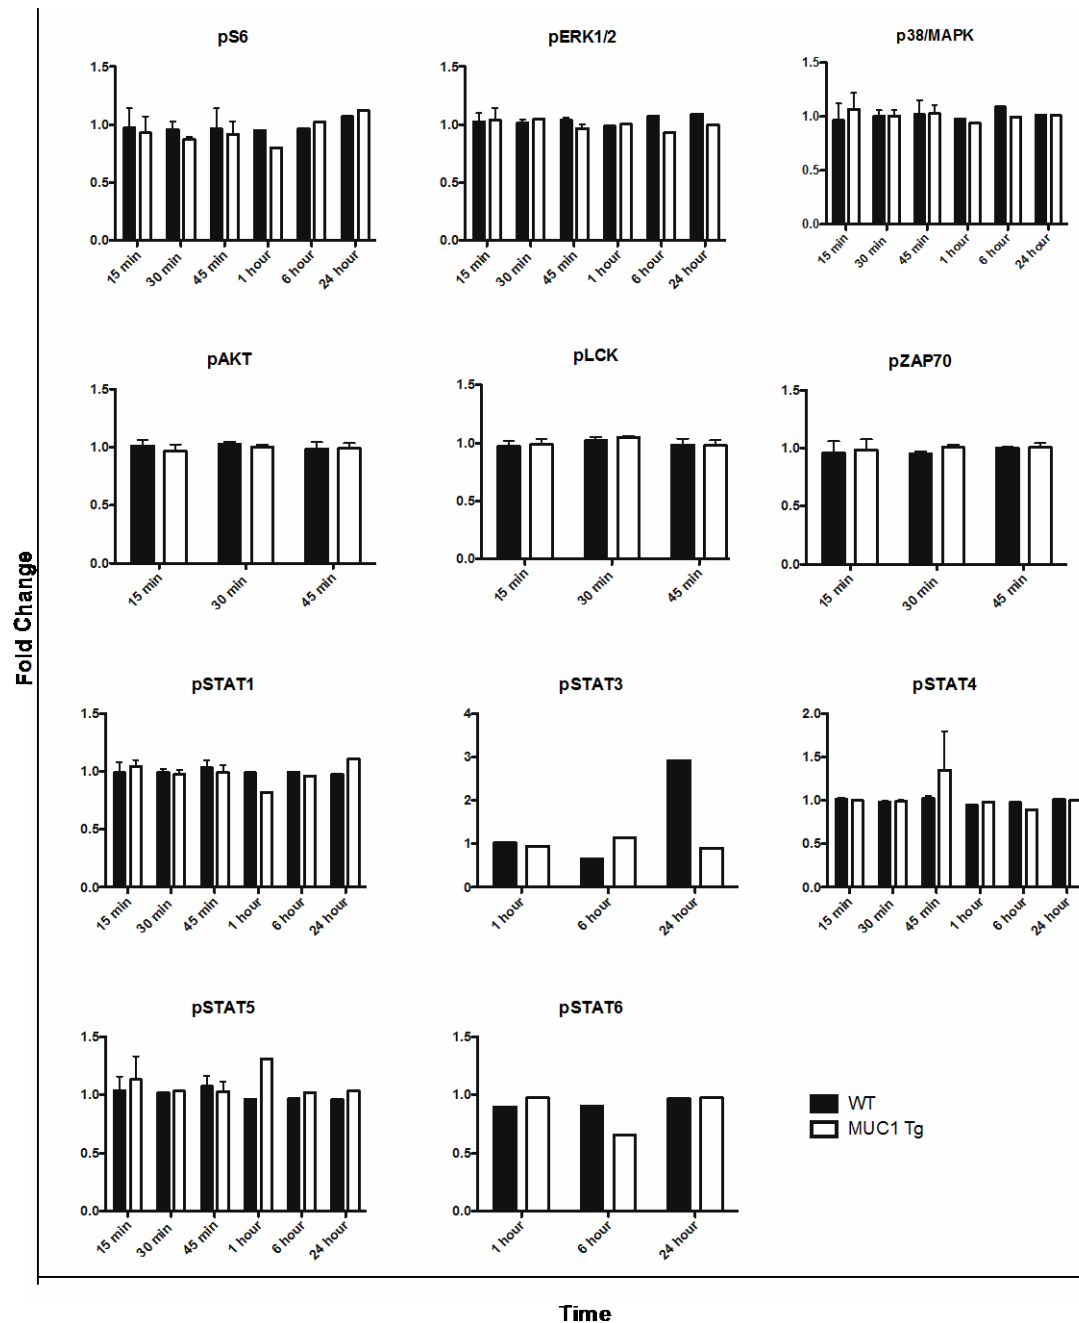 pS6
1.5
1.0
0.5
0.0
15 min
30 min
45 min
1 hour
6 hour
24 hour
pERK1/2
1.5
1.0
0.5
0.0
15 min
30 min
45 min
1 hour
6 hour
24 hour
p38/MAPK
1.5
1.0
0.5
0.0
15 min
30 min
45 min
1 hour
6 hour
24 hour
pAKT
1.5
1.0
0.5
0.0
15 min
30 min
45 min
pLCK
1.5
1.0
0.5
0.0
15 min
30 min
45 min
pZAP70
1.5
1.0
0.5
0.0
15 min
30 min
45 min
Fold Change
pSTAT1
1.5
1.0
0.5
0.0
15 min
30 min
45 min
1 hour
6 hour
24 hour
pSTAT3
4
3
2
1
0
1 hour
6 hour
24 hour
pSTAT4
2.0
1.5
1.0
0.5
0.0
15 min
30 min
45 min
1 hour
6 hour
24 hour
pSTAT5
1.5
1.0
0.5
0.0
15 min
30 min
45 min
1 hour
6 hour
24 hour
pSTAT6
1.5
1.0
0.5
0.0
1 hour
6 hour
24 hour
WT
MUC1 Tg
Time